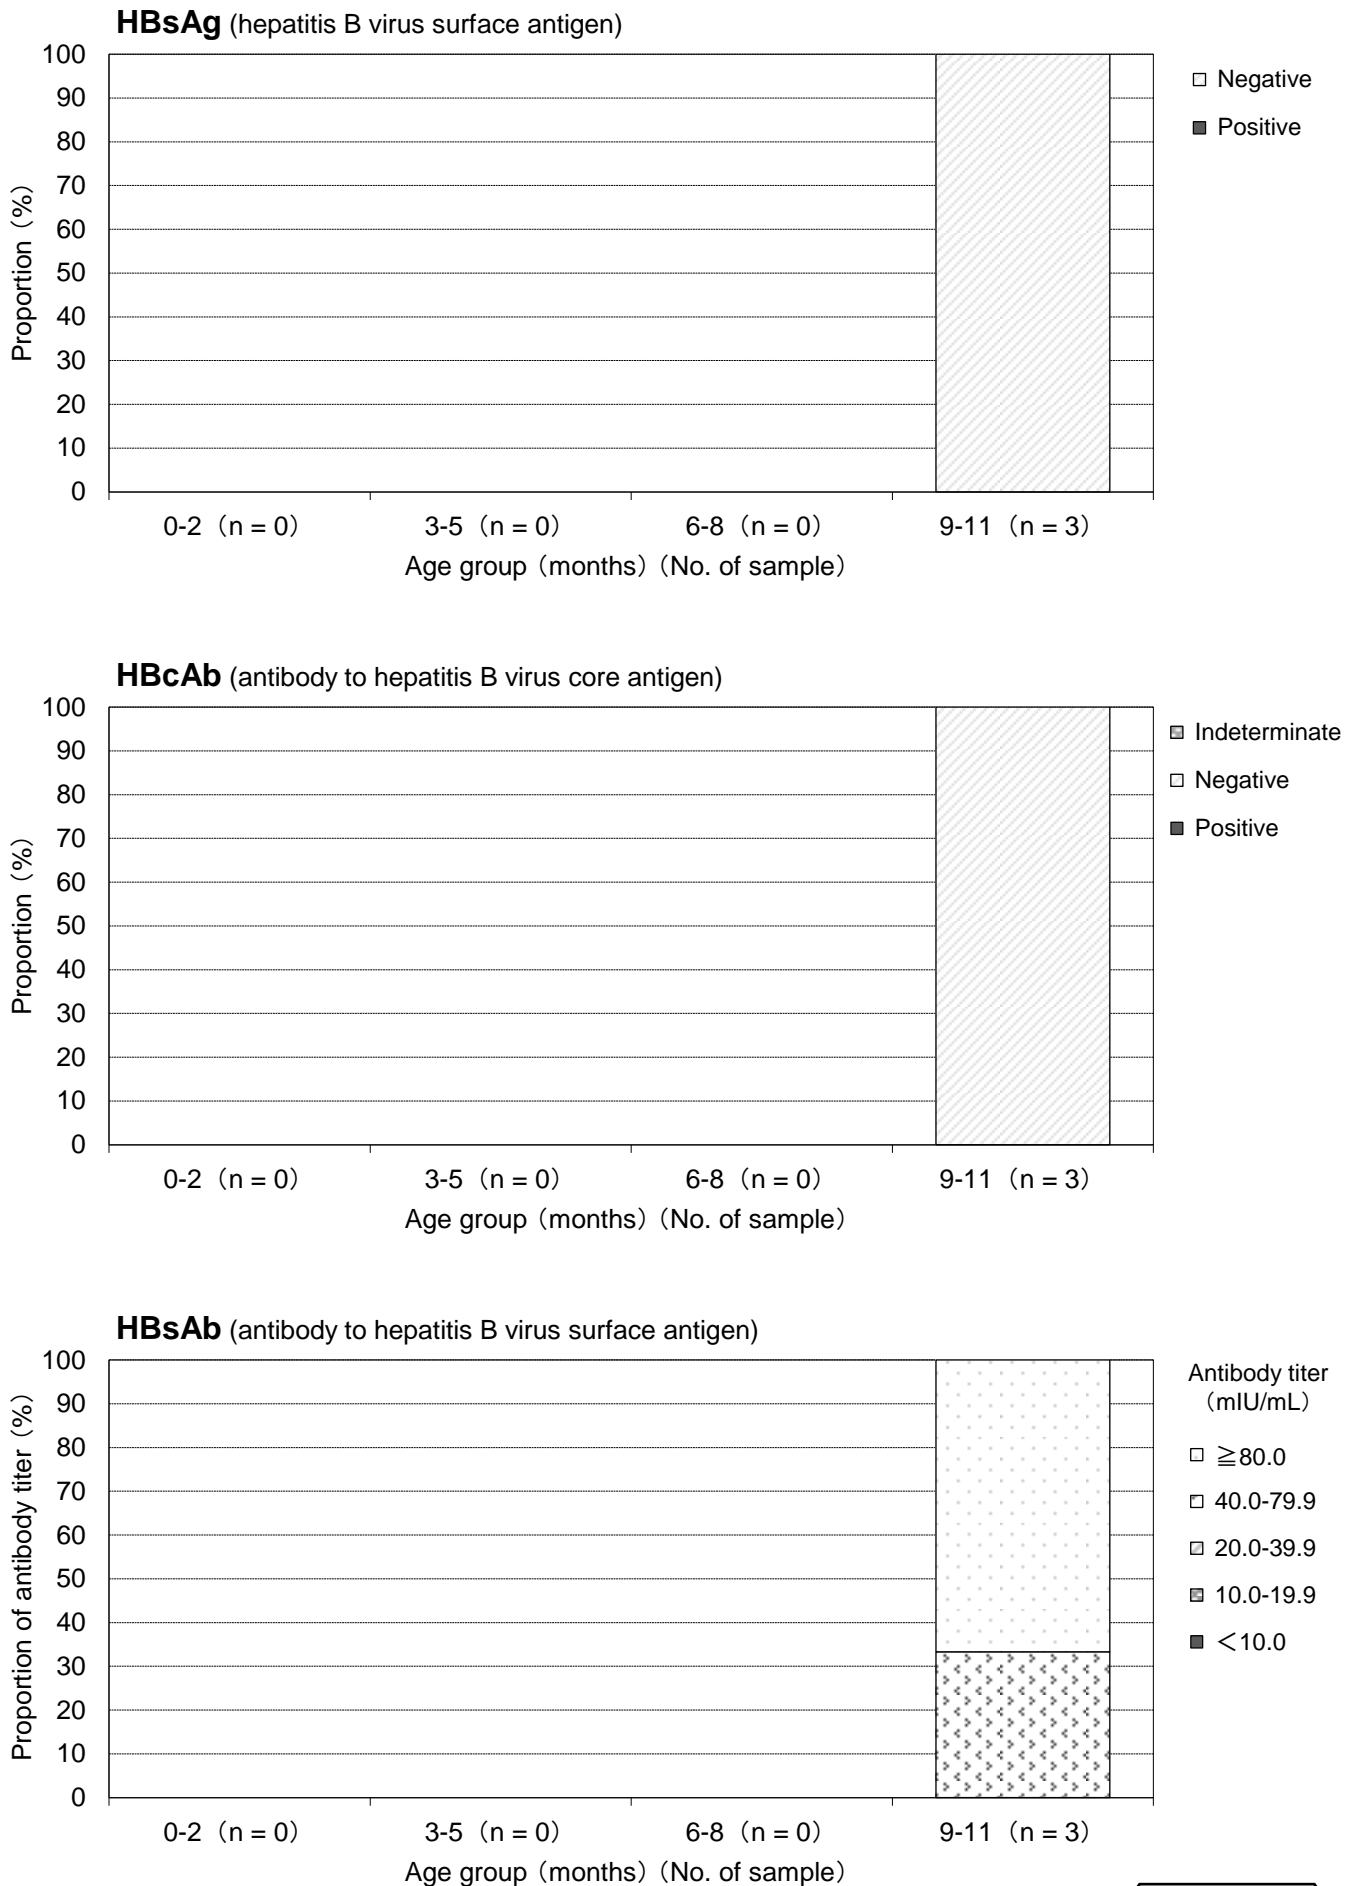 HBsAg (hepatitis B virus surface antigen)
Proportion（%）
100
90
80
70
60
50
40
30
20
10
0
□ Negative
■ Positive
0-2（n = 0） 3-5（n = 0） 6-8（n = 0） 9-11（n = 3）
Age group（months）（No. of sample）
HBcAb (antibody to hepatitis B virus core antigen)
Proportion（%）
100
90
80
70
60
50
40
30
20
10
0
Indeterminate
Negative
Positive
0-2（n = 0） 3-5（n = 0） 6-8（n = 0） 9-11（n = 3）
Age group（months）（No. of sample）
HBsAb (antibody to hepatitis B virus surface antigen)
Proportion of antibody titer（%）
100
90
80
70
60
50
40
30
20
10
0
Antibody titer
（mIU/mL）
≧80.0
40.0-79.9
20.0-39.9
10.0-19.9
＜10.0
0-2（n = 0） 3-5（n = 0） 6-8（n = 0） 9-11（n = 3）
Age group（months）（No. of sample）